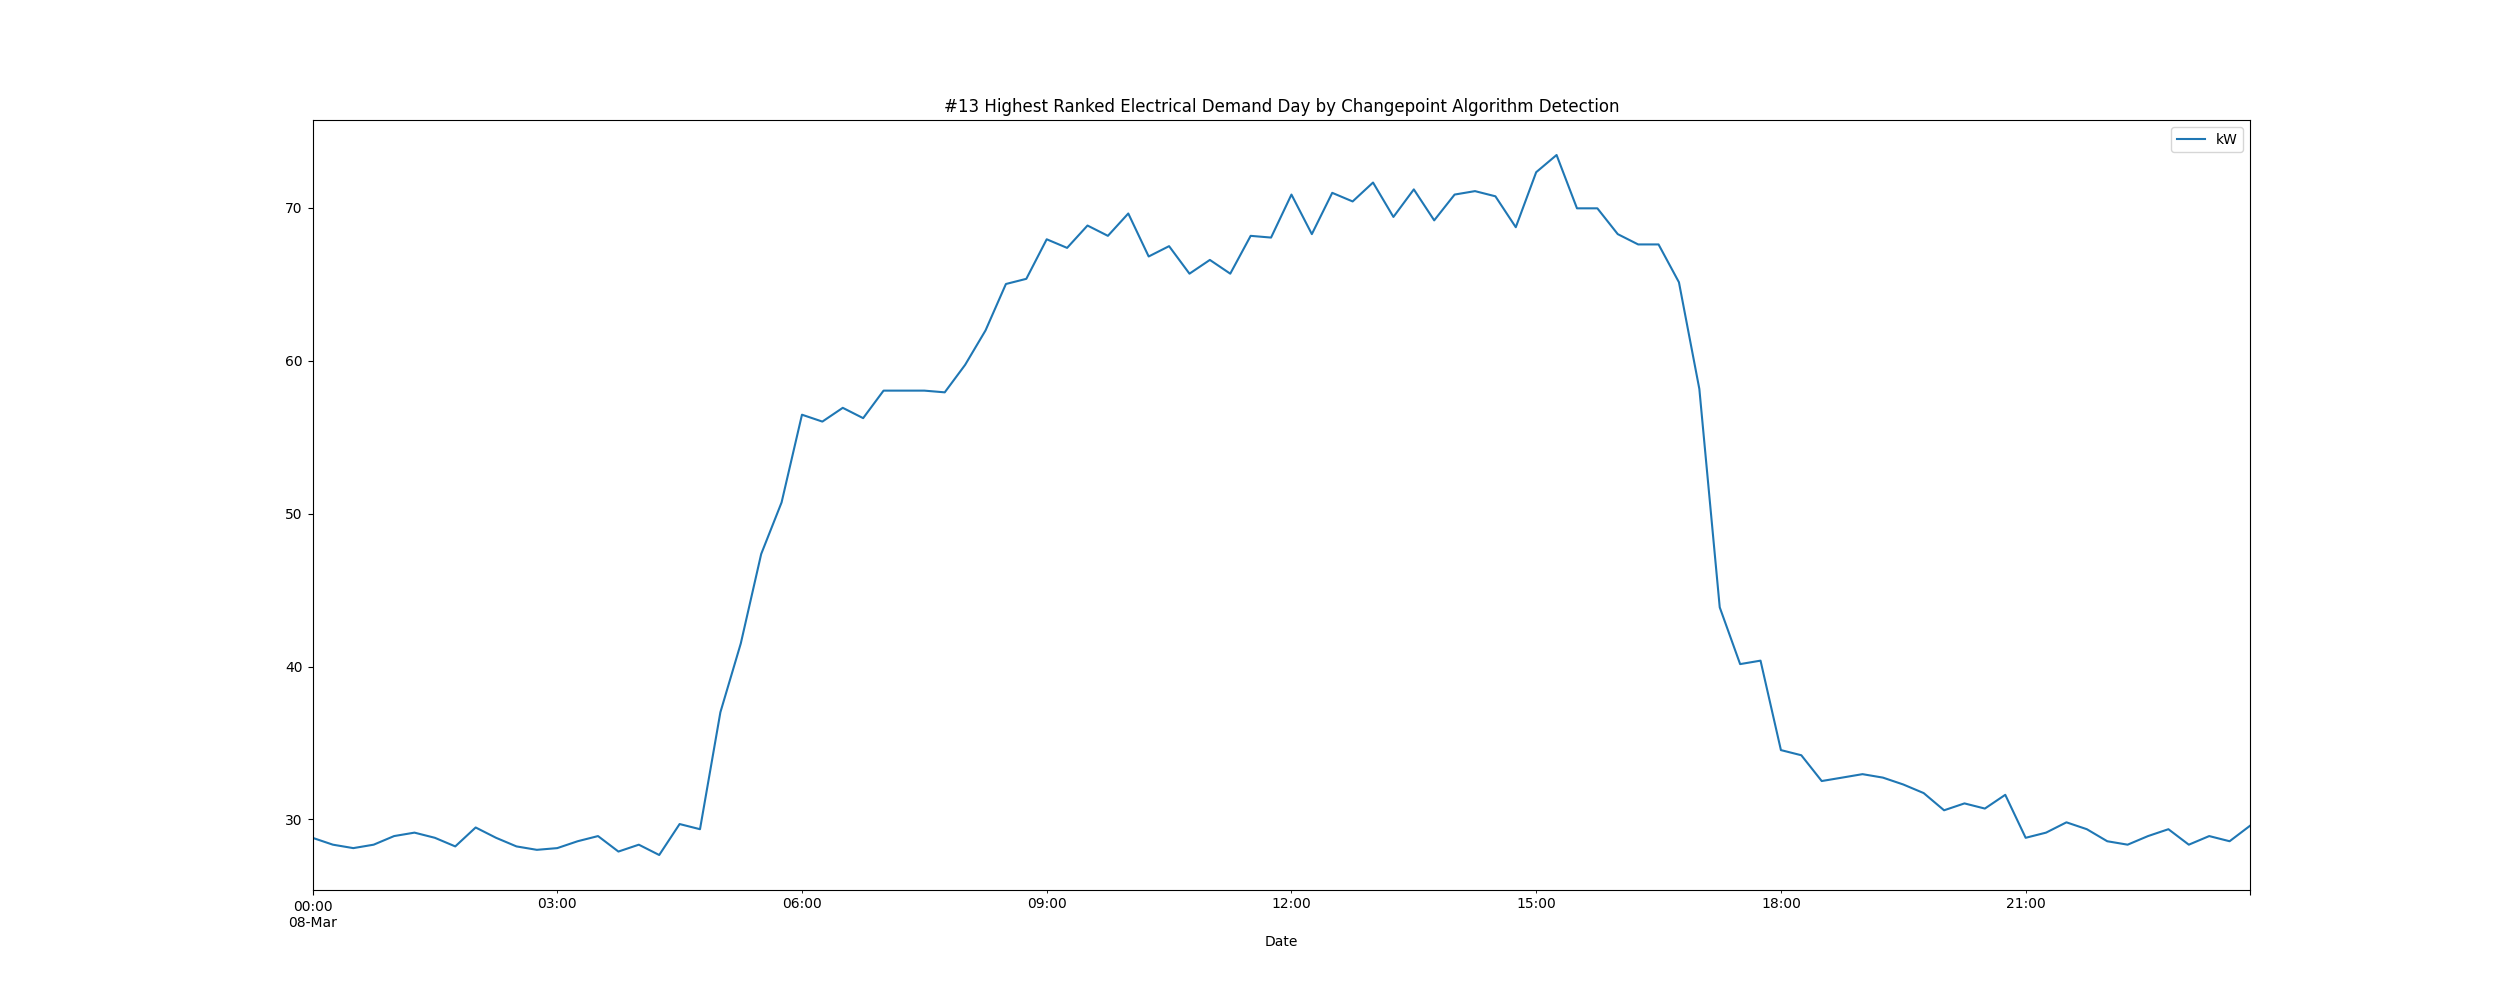 #13 Highest Ranked Electrical Demand Day by Changepoint Algorithm Detection
kW
70
60
50
40
30
00:00 03:00 06:00 09:00 12:00 15:00 18:00 21:00
08-Mar
Date